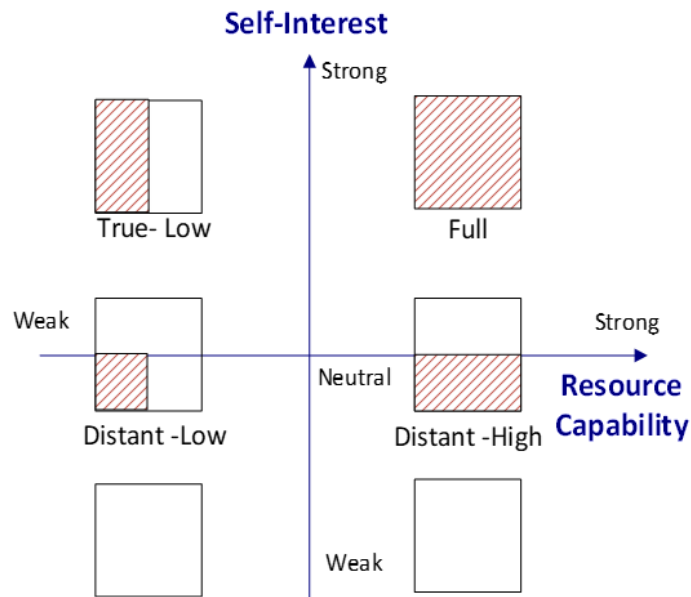 Self-Interest
Strong
True- Low
Full
Weak
Strong
Neutral
Resource
Capability
Distant -Low
Distant -High
Weak